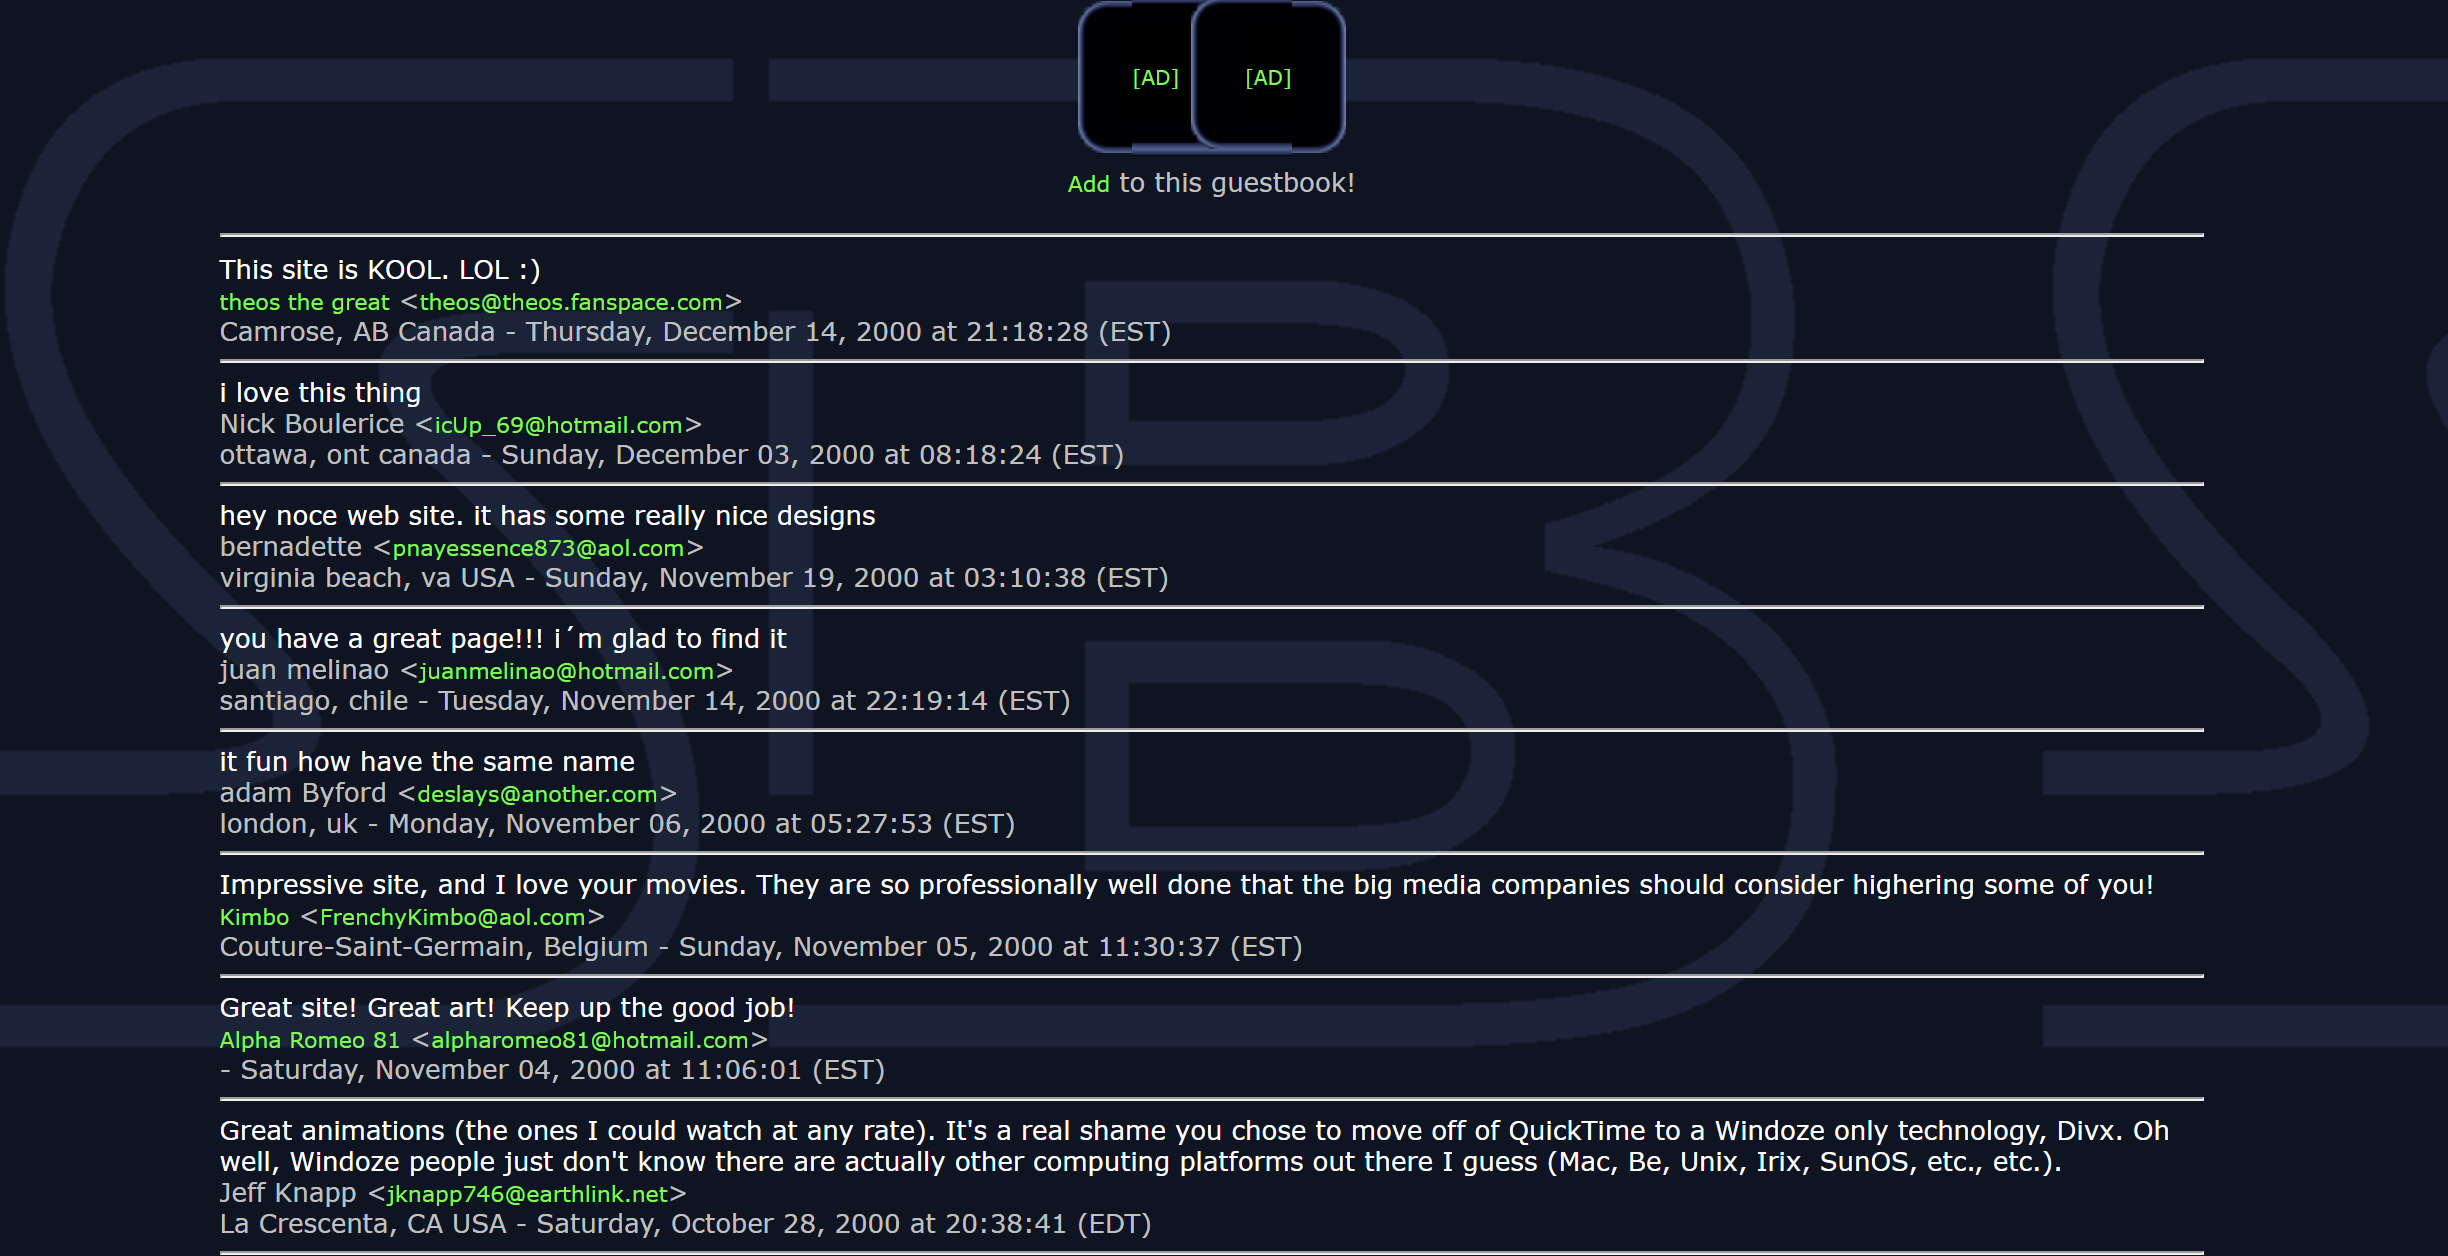 [AD] [AD]
Add to this guestbook!
This site is KOOL. LOL :)
theos the great <theos@theos.fanspace.com>
Camrose, AB Canada - Thursday, December 14, 2000 at 21:18:28 (EST)
i love this thing
Nick Boulerice <icUp_69@hotmail.com>
ottawa, ont canada - Sunday, December 03, 2000 at 08:18:24 (EST)
hey noce web site. it has some really nice designs
bernadette <pnayessence873@aol.com>
virginia beach, va USA - Sunday, November 19, 2000 at 03:10:38 (EST)
you have a great page!!! i´m glad to find it
juan melinao <juanmelinao@hotmail.com>
santiago, chile - Tuesday, November 14, 2000 at 22:19:14 (EST)
it fun how have the same name
adam Byford <deslays@another.com>
london, uk - Monday, November 06, 2000 at 05:27:53 (EST)
Impressive site, and I love your movies. They are so professionally well done that the big media companies should consider highering some of you!
Kimbo <FrenchyKimbo@aol.com>
Couture-Saint-Germain, Belgium - Sunday, November 05, 2000 at 11:30:37 (EST)
Great site! Great art! Keep up the good job!
Alpha Romeo 81 <alpharomeo81@hotmail.com>
- Saturday, November 04, 2000 at 11:06:01 (EST)
Great animations (the ones I could watch at any rate). It's a real shame you chose to move off of QuickTime to a Windoze only technology, Divx. Oh
well, Windoze people just don't know there are actually other computing platforms out there I guess (Mac, Be, Unix, Irix, SunOS, etc., etc.).
Jeff Knapp <jknapp746@earthlink.net>
La Crescenta, CA USA - Saturday, October 28, 2000 at 20:38:41 (EDT)